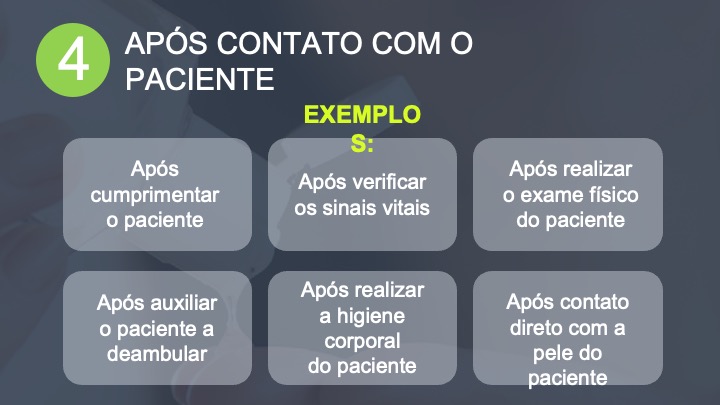 4
APÓS CONTATO COM O
PACIENTE
EXEMPLO
S:
Após
cumprimentar
o paciente
Após verificar
os sinais vitais
Após realizar
o exame físico
do paciente
Após auxiliar
o paciente a
deambular
Após realizar
a higiene
corporal
do paciente
Após contato
direto com a
pele do
paciente